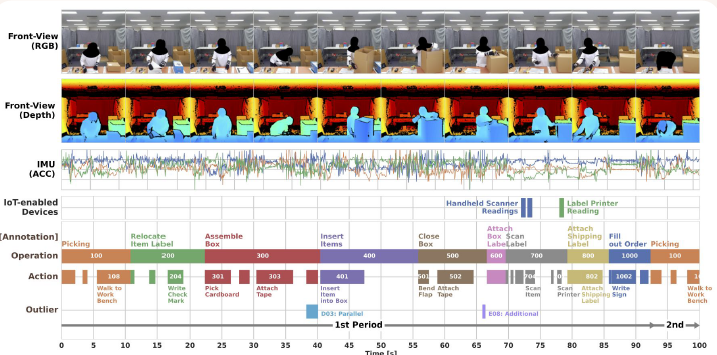 Front-View
(RGB)
Front-View
(Depth)
IMU
(ACC)
IoT-enabled
Devices
Handheld Scanner
Readings
Label Printer
Reading
[Annotation]
Picking
Relocate
Item Label
Assemble
Box
Insert
Items
Close
Box
Attach
Box
Label
Scan
Label
Attach
Shipping
Label
Fill
out Order
Picking
Operation
100 200 300 400 500 600 700 800 1000 100
Action
108 204 301 303 401 502 802 1002
Walk to
Work
Bench
Write
Check
Mark
Pick
Cardboard
Attach
Tape
Insert
Item
into Box
Bend
Flap
Attach
Tape
Scan
Item
Scan
Printer
Attach
Shipping
Label
Write
Sign
Walk to
Work
Bench
Outlier
D03: Parallel
E08: Additional
1st Period
2nd
0 5 10 15 20 25 30 35 40 45 50 55 60 65 70 75 80 85 90 95 100
Time [s]